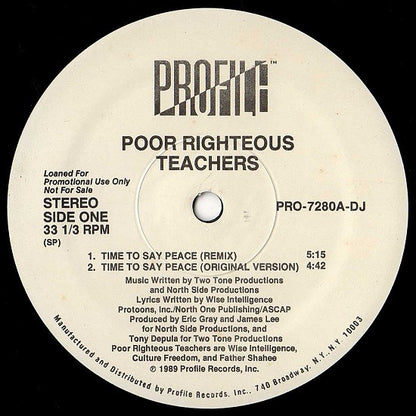 PROFILE™
POOR RIGHTEOUS
TEACHERS
Loaned For
Promotional Use Only
Not For Sale
STEREO
SIDE ONE
33 1/3 RPM
(SP)
PRO-7280A-DJ
1. TIME TO SAY PEACE (REMIX) 5:15
2. TIME TO SAY PEACE (ORIGINAL VERSION) 4:42
Music Written by Two Tone Productions
and North Side Productions
Lyrics Written by Wise Intelligence
Protoons, Inc./North One Publishing/ASCAP
Produced by Eric Gray and James Lee
for North Side Productions, and
Tony Depula for Two Tone Productions
Poor Righteous Teachers are Wise Intelligence,
Culture Freedom, and Father Shahee
℗ 1989 Profile Records, Inc.
Manufactured and Distributed by Profile Records, Inc., 740 Broadway, N.Y., N.Y. 10003